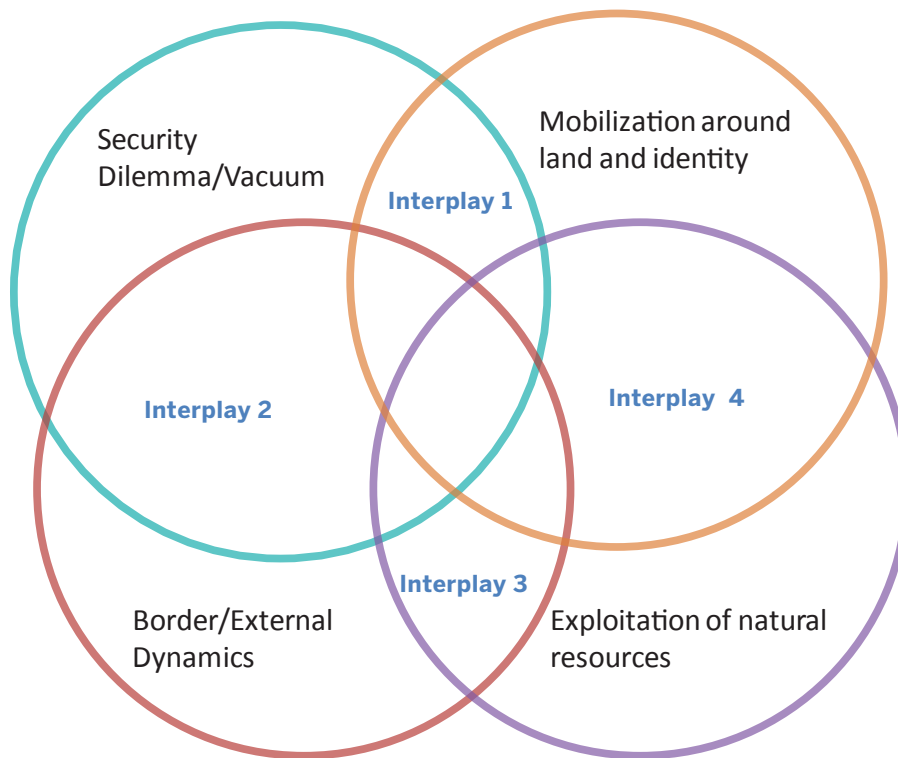 Security
Dilemma/Vacuum
Mobilization around
land and identity
Interplay 1
Interplay 2
Interplay 4
Interplay 3
Border/External
Dynamics
Exploitation of natural
resources